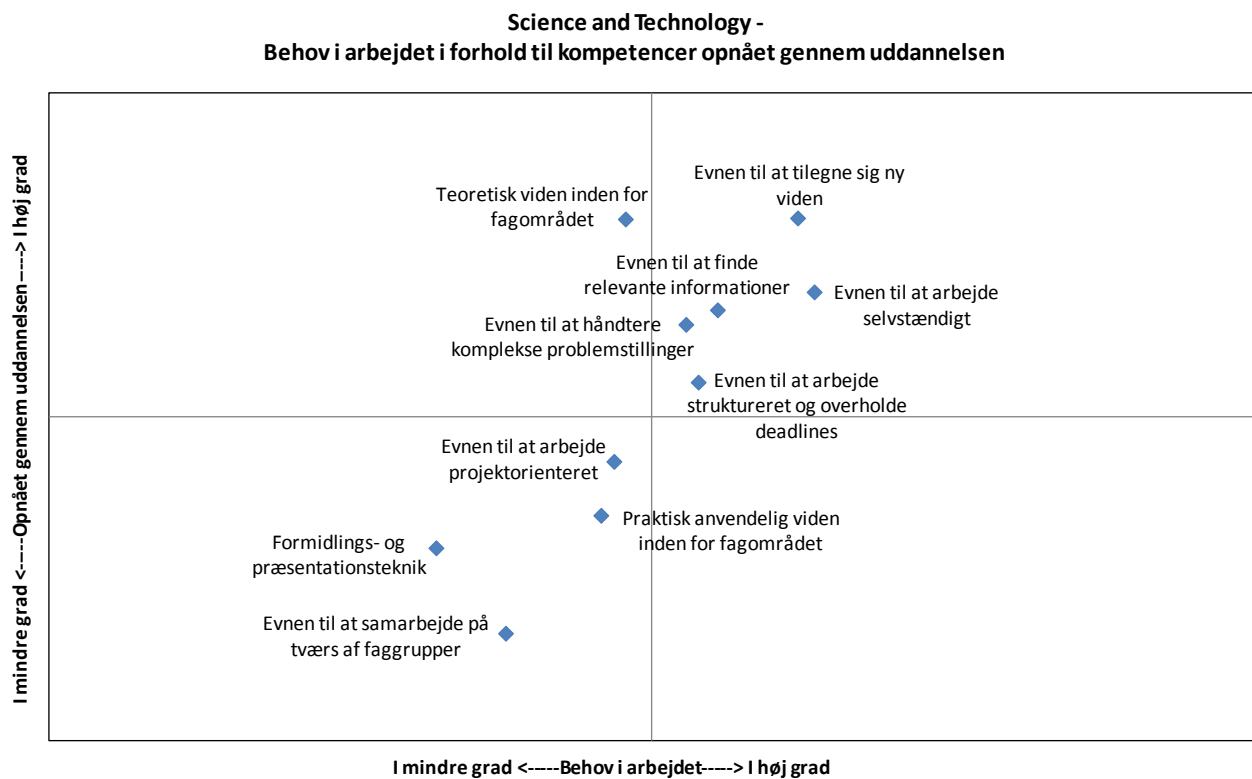 Science and Technology -
Behov i arbejdet i forhold til kompetencer opnået gennem uddannelsen
I mindre grad <-----Opnået gennem uddannelsen-----> I høj grad
Teoretisk viden inden for
fagområdet
Evnen til at tilegne sig ny
viden
Evnen til at finde
relevante informationer
Evnen til at arbejde
selvstændigt
Evnen til at håndtere
komplekse problemstillinger
Evnen til at arbejde
struktureret og overholde
deadlines
Evnen til at arbejde
projektorienteret
Praktisk anvendelig viden
inden for fagområdet
Formidlings- og
præsentationsteknik
Evnen til at samarbejde på
tværs af faggrupper
I mindre grad <-----Behov i arbejdet-----> I høj grad